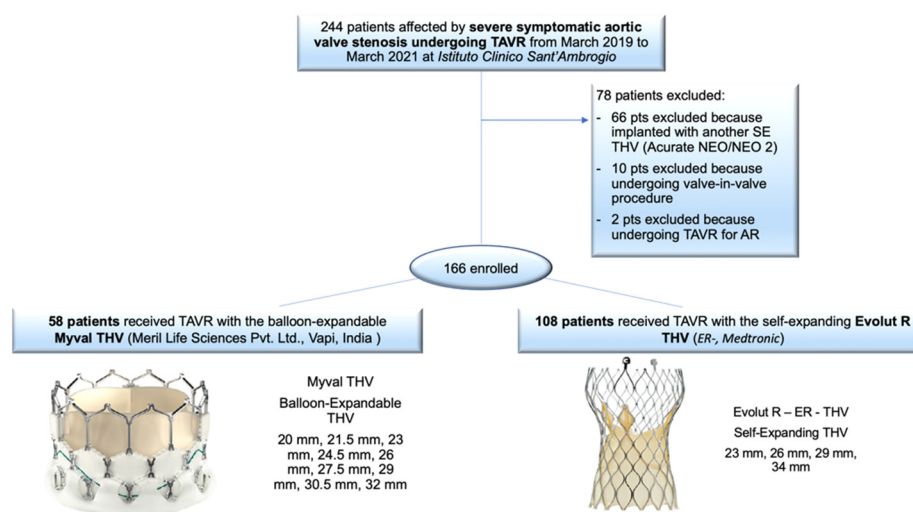 244 patients affected by severe symptomatic aortic
valve stenosis undergoing TAVR from March 2019 to
March 2021 at Istituto Clinico Sant'Ambrogio
78 patients excluded:
- 66 pts excluded because
implanted with another SE
THV (Acurate NEO/NEO 2)
- 10 pts excluded because
undergoing valve-in-valve
procedure
- 2 pts excluded because
undergoing TAVR for AR
166 enrolled
58 patients received TAVR with the balloon-expandable
Myval THV (Meril Life Sciences Pvt. Ltd., Vapi, India )
108 patients received TAVR with the self-expanding Evolut R
THV (ER-, Medtronic)
Myval THV
Balloon-Expandable
THV
20 mm, 21.5 mm, 23
mm, 24.5 mm, 26
mm, 27.5 mm, 29
mm, 30.5 mm, 32 mm
Evolut R – ER - THV
Self-Expanding THV
23 mm, 26 mm, 29 mm,
34 mm